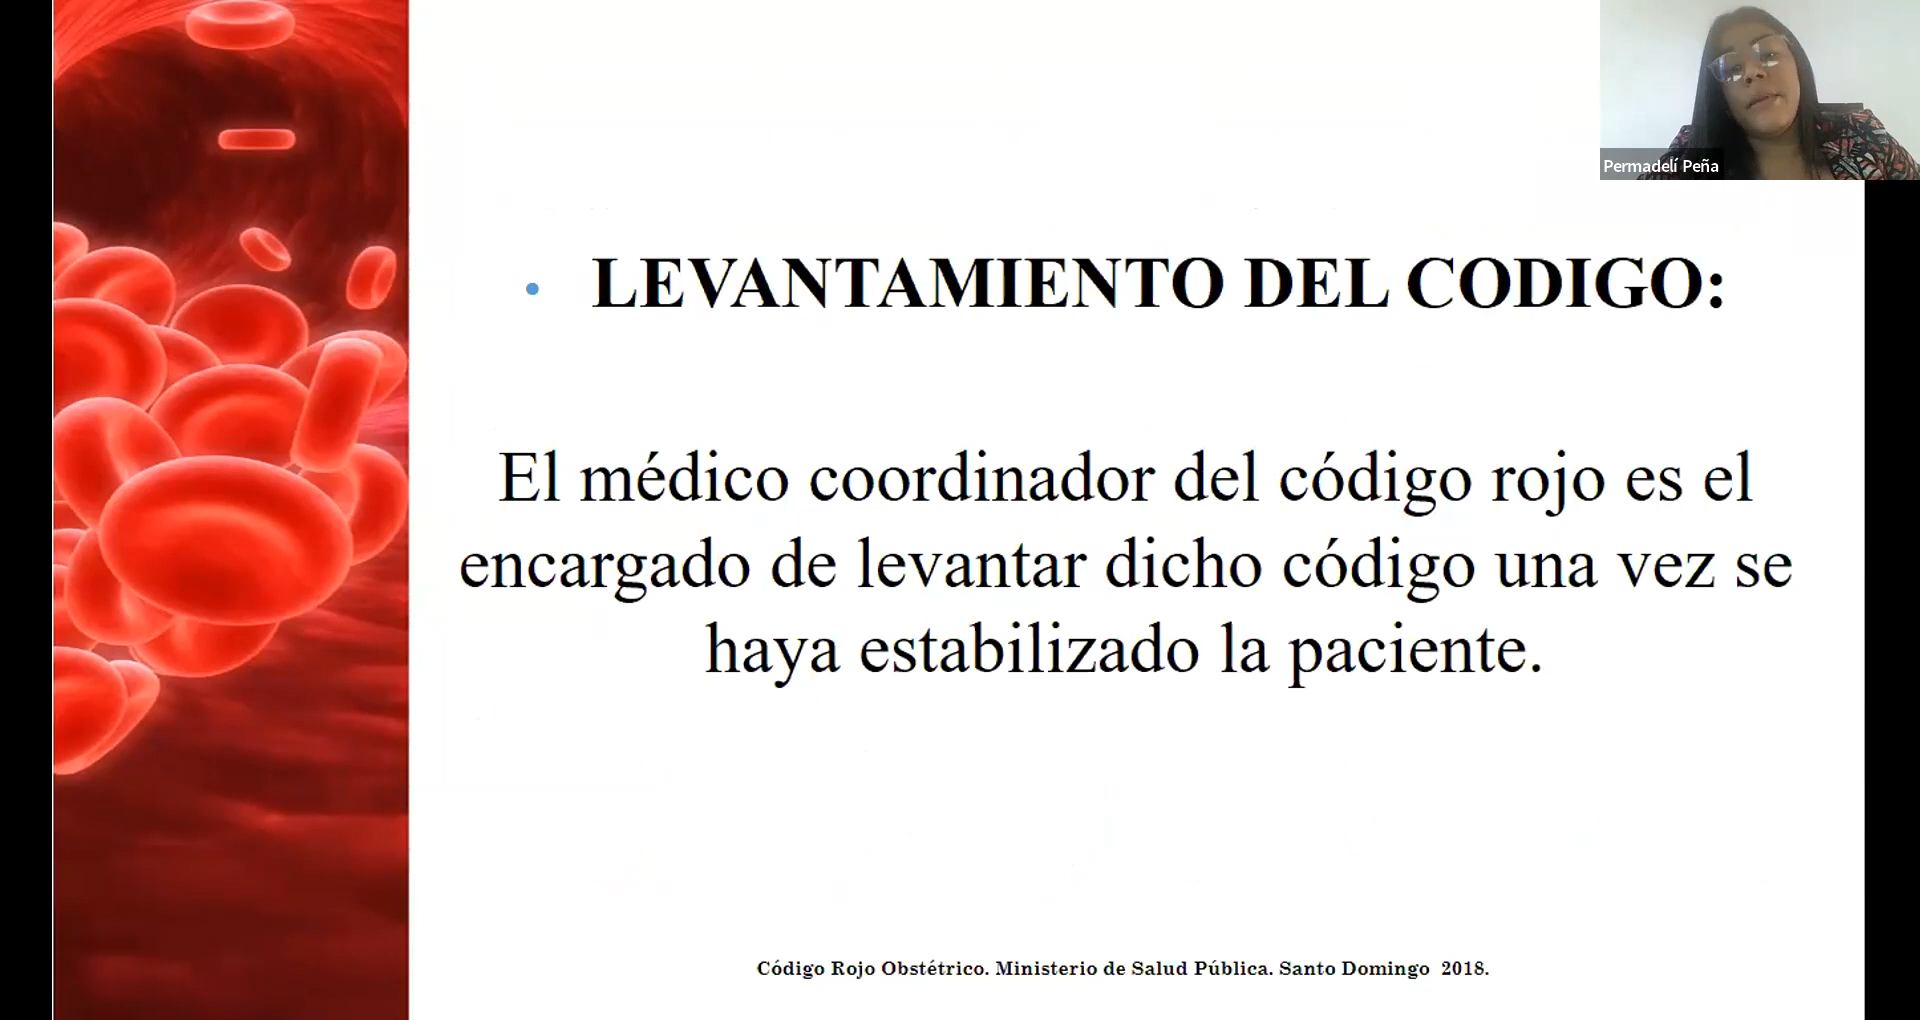 Permadelí Peña
• LEVANTAMIENTO DEL CODIGO:
El médico coordinador del código rojo es el
encargado de levantar dicho código una vez se
haya estabilizado la paciente.
Código Rojo Obstétrico. Ministerio de Salud Pública. Santo Domingo 2018.